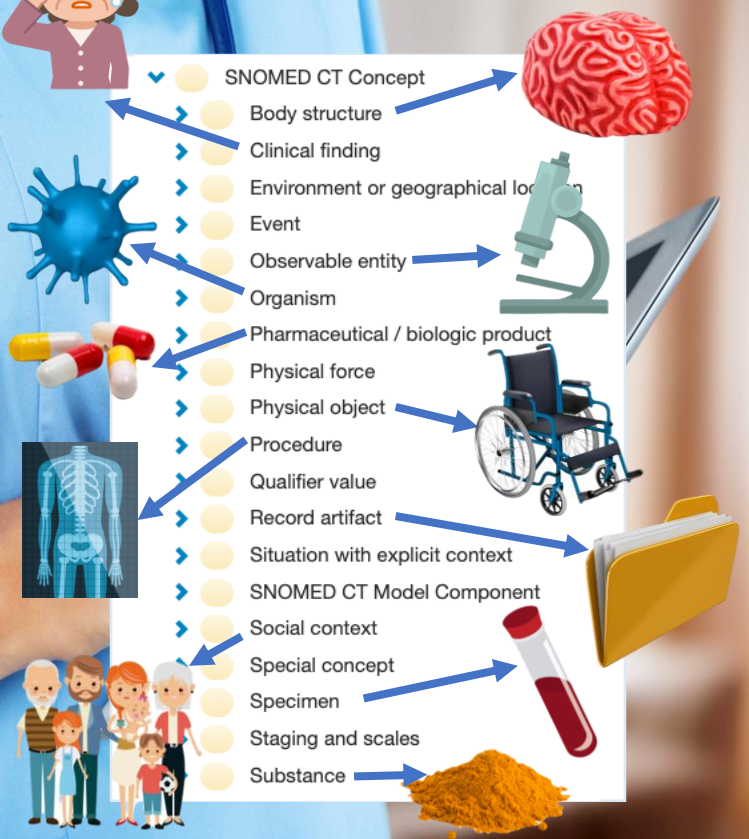 SNOMED CT Concept
Body structure
Clinical finding
Environment or geographical
Event
Observable entity
Organism
Pharmaceutical / biologic product
Physical force
Physical object
Procedure
Qualifier value
Record artifact
Situation with explicit context
SNOMED CT Model Component
Social context
Special concept
Specimen
Staging and scales
Substance